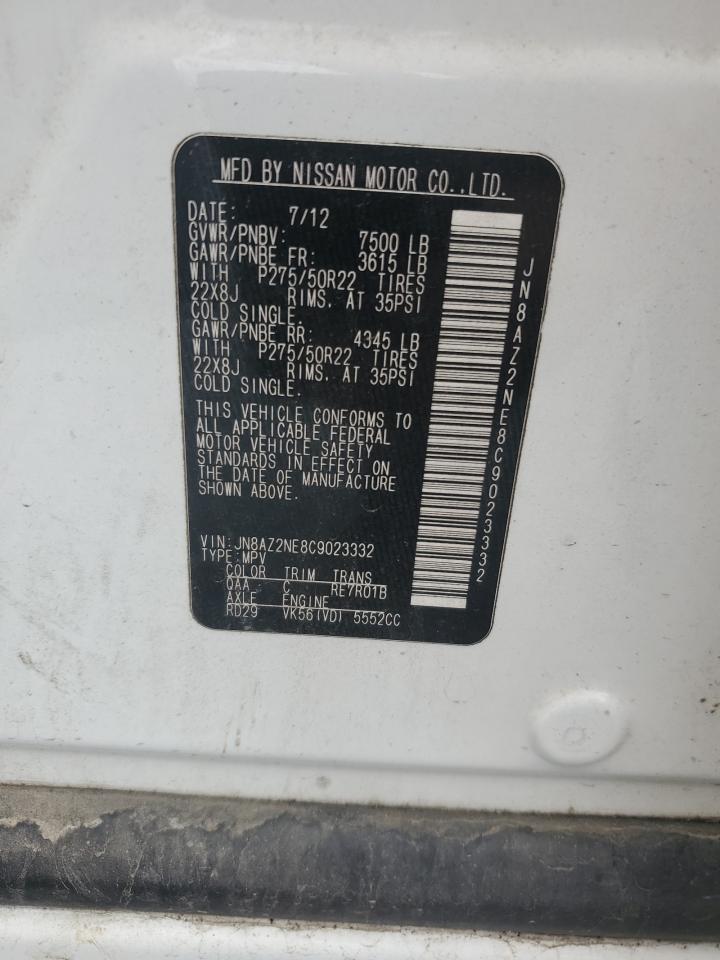 MFD BY NISSAN MOTOR CO.,LTD.
DATE: 7/12
GVWR/PNBV: 7500 LB
GAWR/PNBE FR: 3615 LB
WITH P275/50R22 TIRES
22X8J RIMS, AT 35PSI
COLD SINGLE.
GAWR/PNBE RR: 4345 LB
WITH P275/50R22 TIRES
22X8J RIMS, AT 35PSI
COLD SINGLE.
THIS VEHICLE CONFORMS TO
ALL APPLICABLE FEDERAL
MOTOR VEHICLE SAFETY
STANDARDS IN EFFECT ON
THE DATE OF MANUFACTURE
SHOWN ABOVE.
VIN:JN8AZ2NE8C9023332
TYPE:MPV
COLOR TRIM TRANS
QAA C RE7R01B
AXLE ENGINE
RD29 VK56(VD) 5552CC
JN8AZ2NE8C9023332